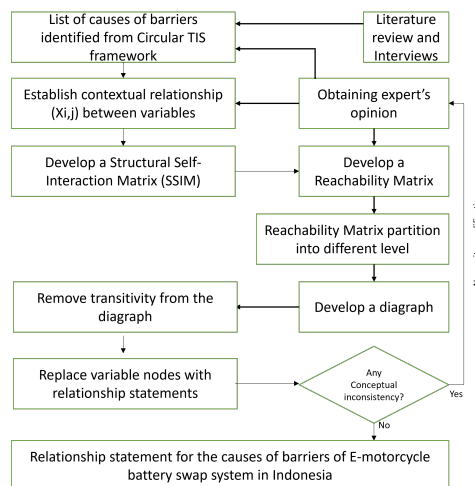 List of causes of barriers
identified from Circular TIS
framework
Literature
review and
Interviews
Establish contextual relationship
(Xi,j) between variables
Obtaining expert's
opinion
Develop a Structural Self-
Interaction Matrix (SSIM)
Develop a
Reachability Matrix
Reachability Matrix partition
into different level
Remove transitivity from the
diagraph
Develop a diagraph
Replace variable nodes with
relationship statements
Any
Conceptual
inconsistency?
Yes
No
Relationship statement for the causes of barriers of E-motorcycle
battery swap system in Indonesia